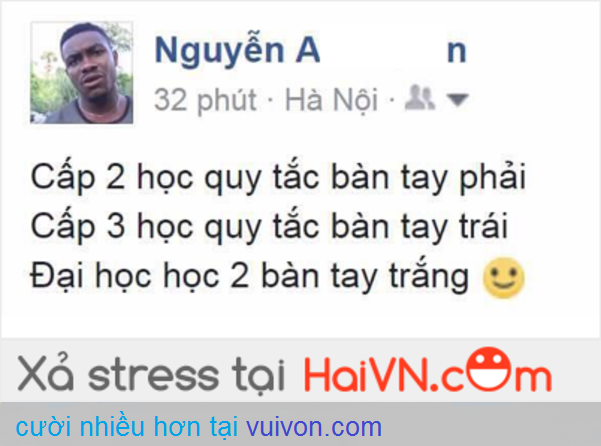 Nguyễn A n
32 phút · Hà Nội ·
Cấp 2 học quy tắc bàn tay phải
Cấp 3 học quy tắc bàn tay trái
Đại học học 2 bàn tay trắng
Xả stress tại HaiVN.com
cười nhiều hơn tại vuivon.com